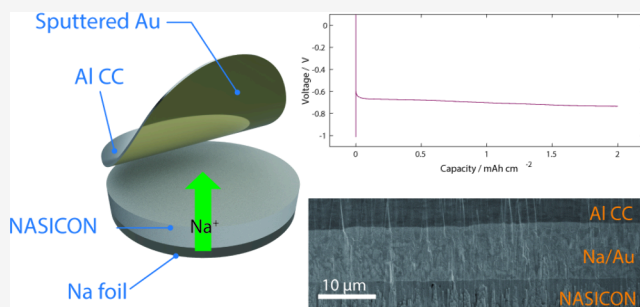 Sputtered Au
Al CC
NASICON
Na⁺
Na foil
Voltage / V
0
-0.2
-0.4
-0.6
-0.8
-1
0
0.5
1
1.5
2
Capacity / mAh cm⁻²
Al CC
Na/Au
10 µm
NASICON